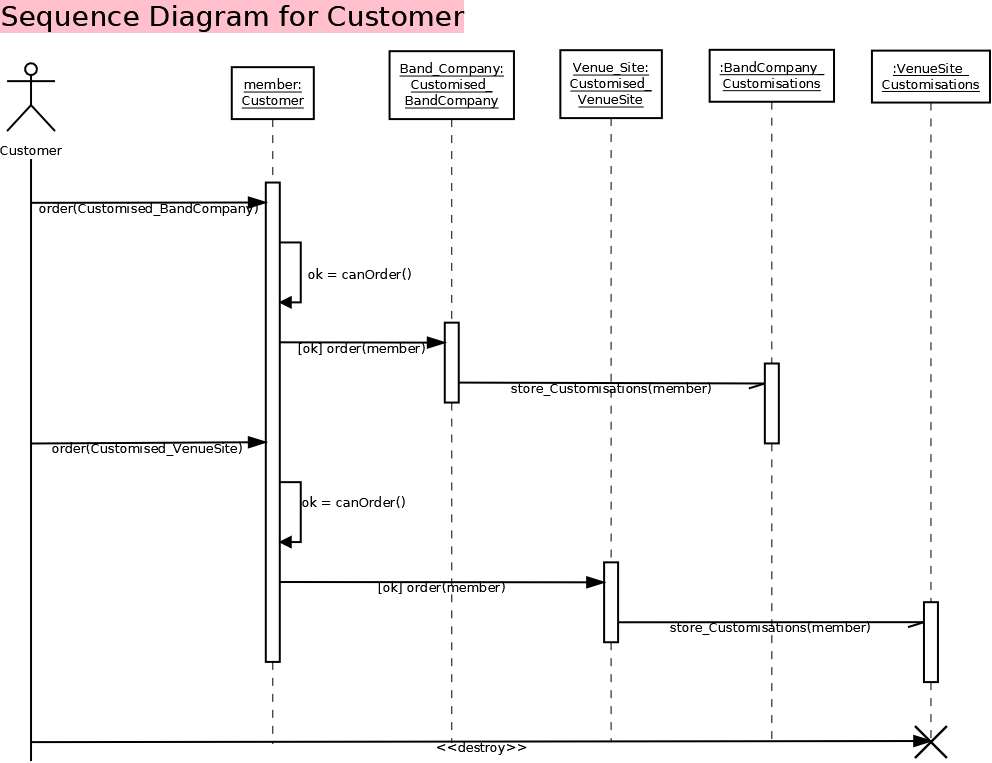 Sequence Diagram for Customer
Customer
member:
Customer
Band_Company:
Customised_
BandCompany
Venue_Site:
Customised_
VenueSite
:BandCompany_
Customisations
:VenueSite_
Customisations
order(Customised_BandCompany)
ok = canOrder()
[ok] order(member)
store_Customisations(member)
order(Customised_VenueSite)
ok = canOrder()
[ok] order(member)
store_Customisations(member)
<<destroy>>